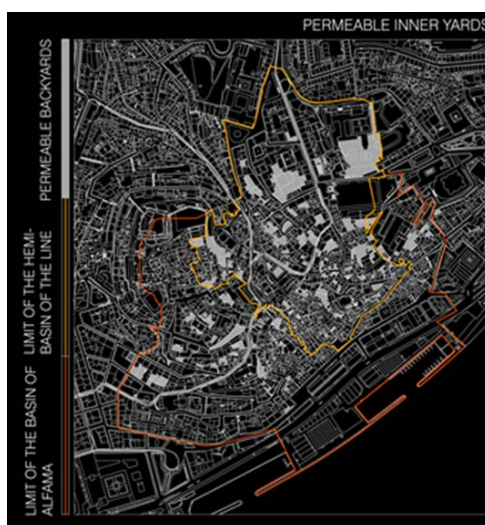 PERMEABLE INNER YARDS
PERMEABLE BACKYARDS
LIMIT OF THE HEMI-
BASIN OF THE LINE
LIMIT OF THE BASIN OF
ALFAMA